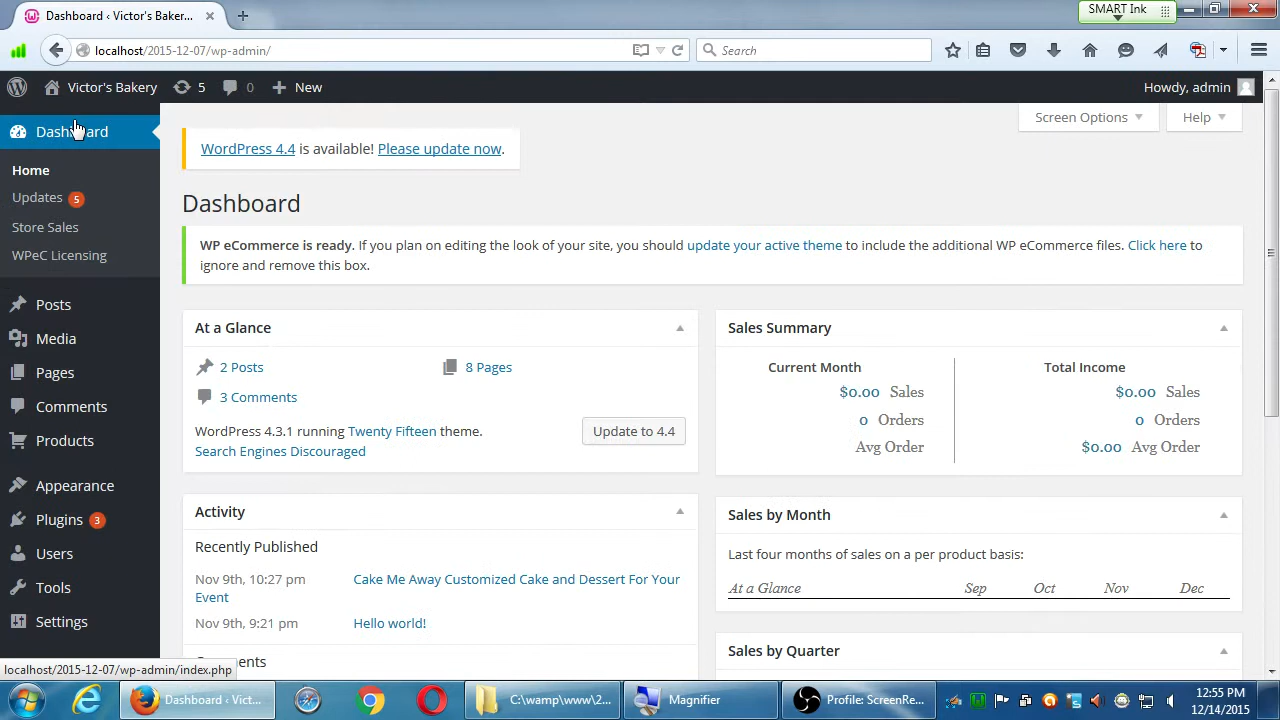 Dashboard ‹ Victor's Bakery...
SMART Ink
localhost/2015-12-07/wp-admin/
Search
Victor's Bakery
5
0
New
Howdy, admin
Dashboard
Home
Updates 5
Store Sales
WPeC Licensing
Posts
Media
Pages
Comments
Products
Appearance
Plugins 3
Users
Tools
Settings
Screen Options
Help
WordPress 4.4 is available! Please update now.
Dashboard
WP eCommerce is ready. If you plan on editing the look of your site, you should update your active theme to include the additional WP eCommerce files. Click here to
ignore and remove this box.
At a Glance
2 Posts
8 Pages
3 Comments
WordPress 4.3.1 running Twenty Fifteen theme.
Update to 4.4
Search Engines Discouraged
Activity
Recently Published
Nov 9th, 10:27 pm
Cake Me Away Customized Cake and Dessert For Your
Event
Nov 9th, 9:21 pm
Hello world!
Sales Summary
Current Month
Total Income
$0.00 Sales
$0.00 Sales
0 Orders
0 Orders
Avg Order
$0.00 Avg Order
Sales by Month
Last four months of sales on a per product basis:
At a Glance Sep Oct Nov Dec
Sales by Quarter
localhost/2015-12-07/wp-admin/index.php
Dashboard ‹ Vict...
C:\wamp\www\2...
Magnifier
Profile: ScreenRe...
12:55 PM
12/14/2015